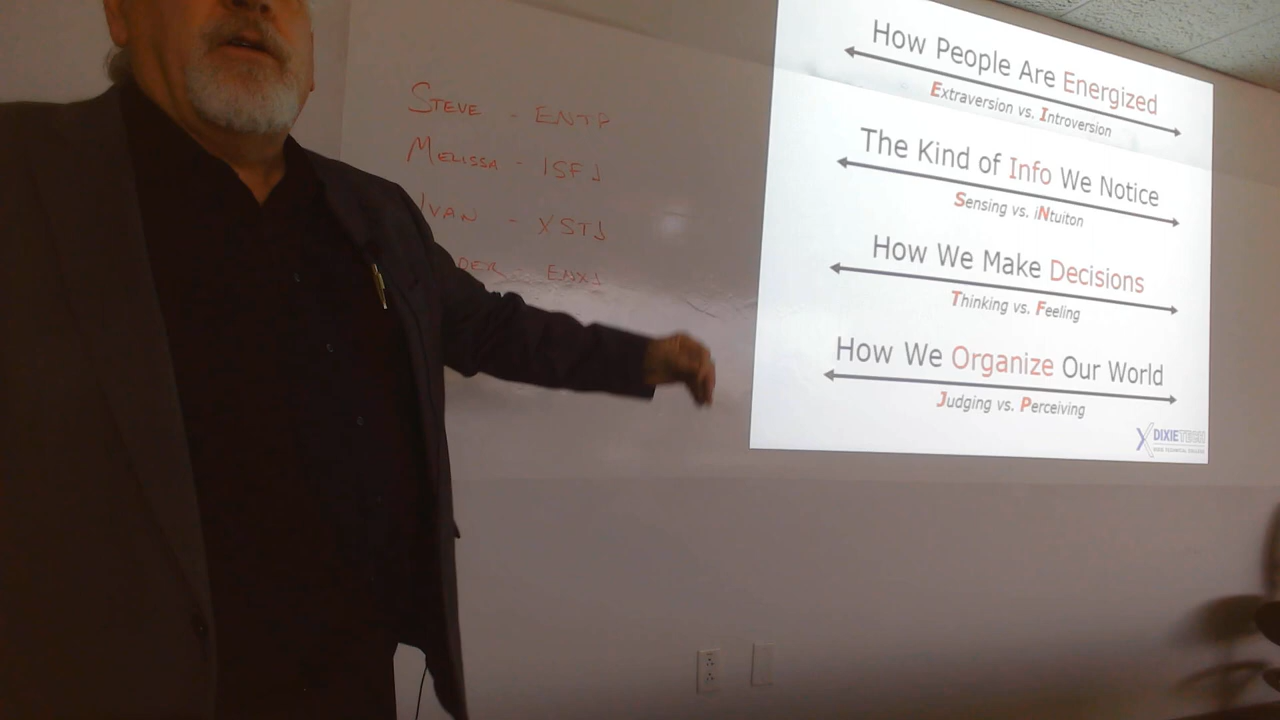 STEVE - ENTP
MELISSA - ISFJ
IVAN - XSTJ
DER - ENXJ
How People Are Energized
Extraversion vs. Introversion
The Kind of Info We Notice
Sensing vs. iNtuiton
How We Make Decisions
Thinking vs. Feeling
How We Organize Our World
Judging vs. Perceiving
DIXIETECH